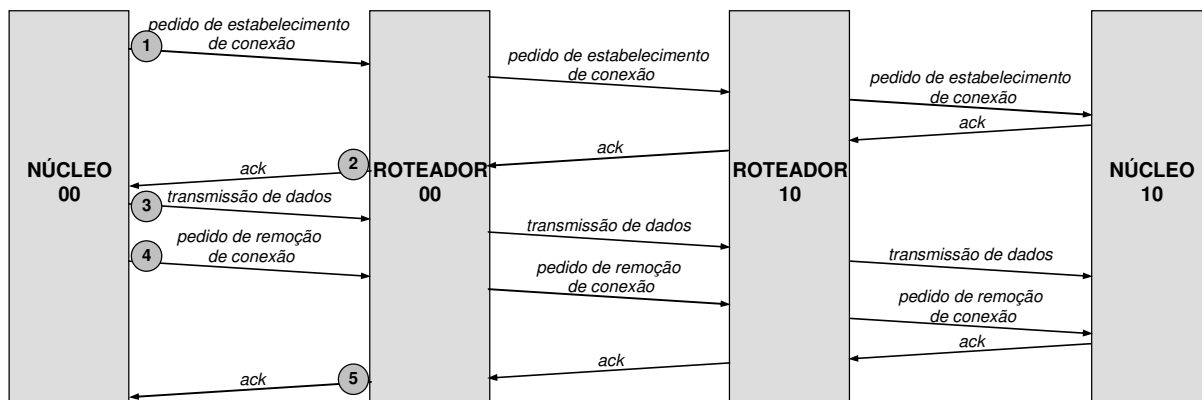 pedido de estabelecimento
de conexão
1
pedido de estabelecimento
de conexão
pedido de estabelecimento
de conexão
ack
ack
2
ack
NÚCLEO
00
ROTEADOR
00
ROTEADOR
10
NÚCLEO
10
3
transmissão de dados
transmissão de dados
4
pedido de remoção
de conexão
transmissão de dados
pedido de remoção
de conexão
pedido de remoção
de conexão
ack
ack
5
ack